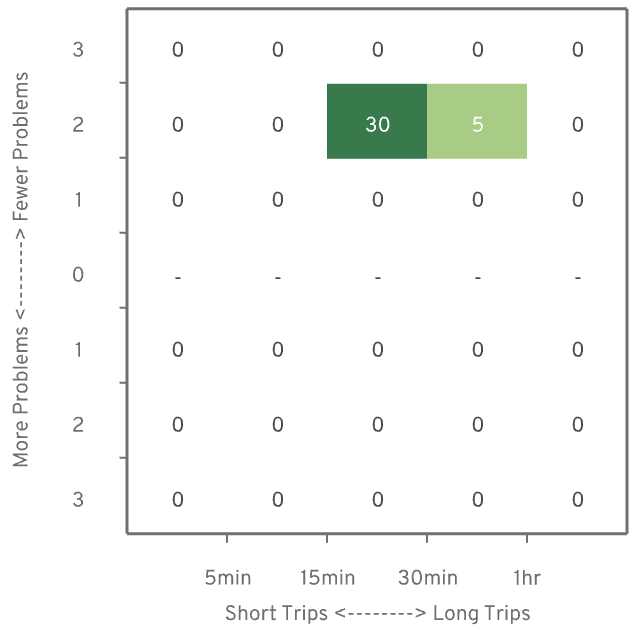 More Problems <--------> Fewer Problems
3 0 0 0 0 0
2 0 0 30 5 0
1 0 0 0 0 0
0 - - - - -
1 0 0 0 0 0
2 0 0 0 0 0
3 0 0 0 0 0
5min 15min 30min 1hr
Short Trips <--------> Long Trips